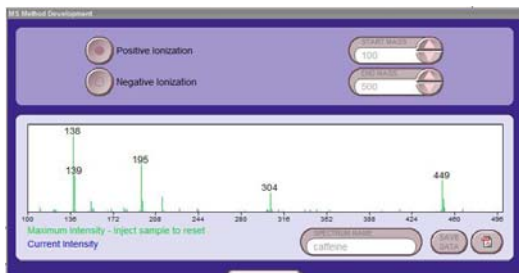 MS Method Development
Positive Ionization
START MASS
100
Negative Ionization
END MASS
500
138
139
195
304
449
100 136 172 208 244 280 316 352 388 424 460 496
Maximum intensity - inject sample to reset
Current Intensity
SPECTRUM NAME
caffeine
SAVE DATA